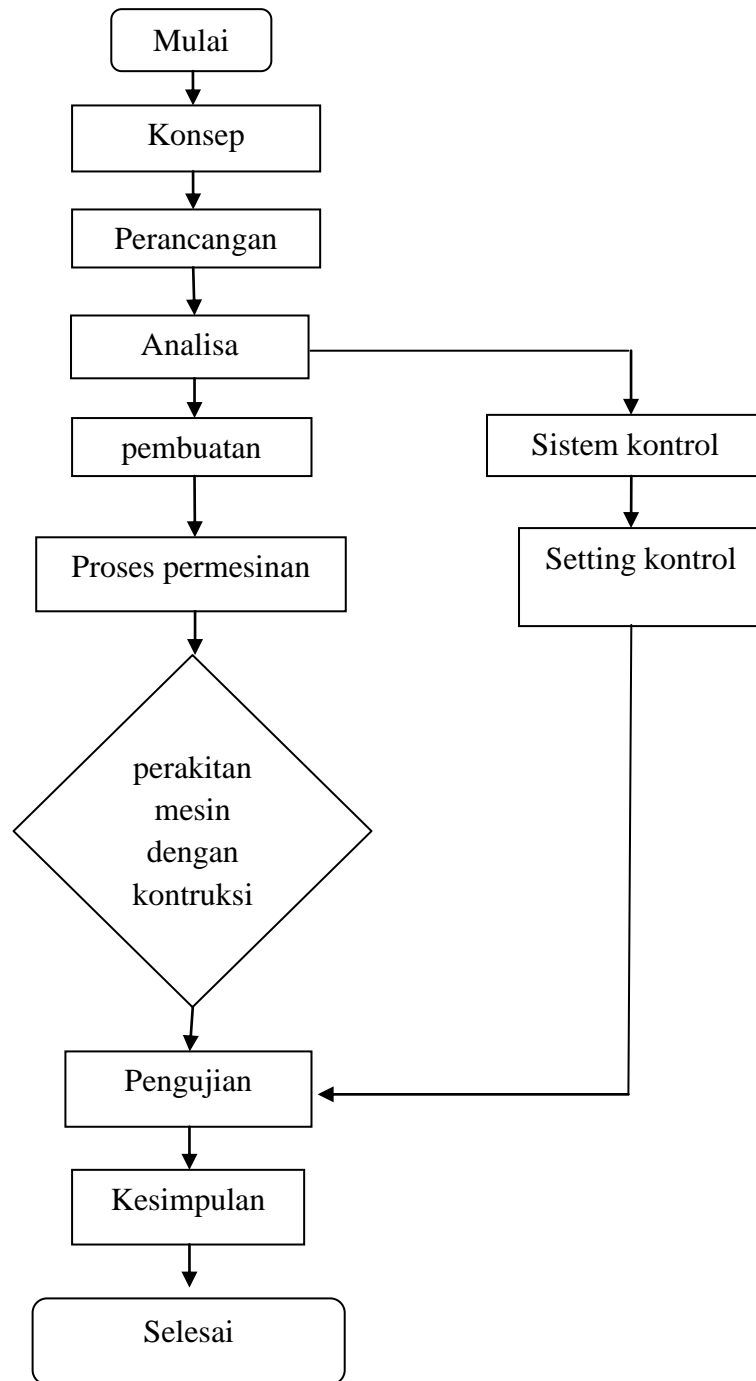 Mulai
Konsep
Perancangan
Analisa
pembuatan
Sistem kontrol
Proses permesinan
Setting kontrol
perakitan
mesin
dengan
kontruksi
Pengujian
Kesimpulan
Selesai